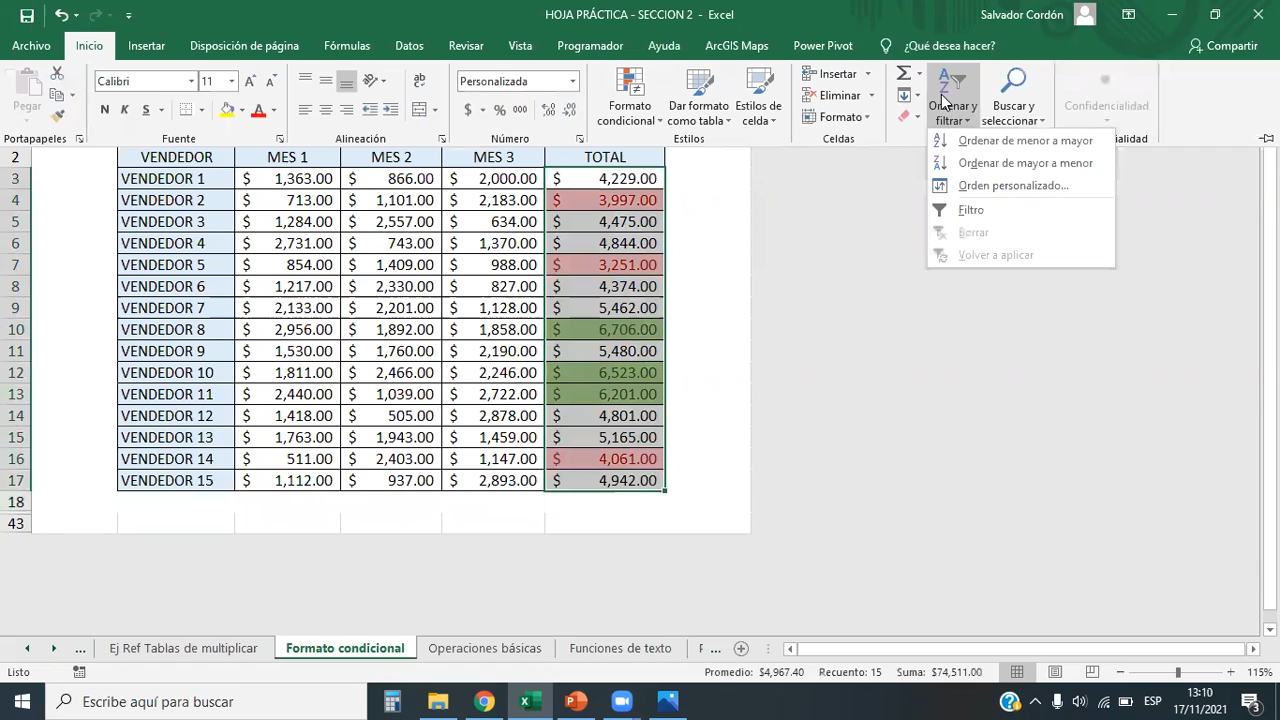 HOJA PRÁCTICA - SECCION 2 - Excel
Salvador Cordón
Archivo Inicio Insertar Disposición de página Fórmulas Datos Revisar Vista Programador Ayuda ArcGIS Maps Power Pivot ¿Qué desea hacer? Compartir
Pegar
Portapapeles
Calibri 11
N K S
Fuente
Alineación
Personalizada
$ % 000
Número
Formato condicional
Dar formato como tabla
Estilos de celda
Estilos
Insertar
Eliminar
Formato
Celdas
Ordenar y filtrar
Buscar y seleccionar
Confidencialidad
Ordenar de menor a mayor
Ordenar de mayor a menor
Orden personalizado...
Filtro
Borrar
Volver a aplicar
2 VENDEDOR MES 1 MES 2 MES 3 TOTAL
3 VENDEDOR 1 $ 1,363.00 $ 866.00 $ 2,000.00 $ 4,229.00
4 VENDEDOR 2 $ 713.00 $ 1,101.00 $ 2,183.00 $ 3,997.00
5 VENDEDOR 3 $ 1,284.00 $ 2,557.00 $ 634.00 $ 4,475.00
6 VENDEDOR 4 $ 2,731.00 $ 743.00 $ 1,370.00 $ 4,844.00
7 VENDEDOR 5 $ 854.00 $ 1,409.00 $ 988.00 $ 3,251.00
8 VENDEDOR 6 $ 1,217.00 $ 2,330.00 $ 827.00 $ 4,374.00
9 VENDEDOR 7 $ 2,133.00 $ 2,201.00 $ 1,128.00 $ 5,462.00
10 VENDEDOR 8 $ 2,956.00 $ 1,892.00 $ 1,858.00 $ 6,706.00
11 VENDEDOR 9 $ 1,530.00 $ 1,760.00 $ 2,190.00 $ 5,480.00
12 VENDEDOR 10 $ 1,811.00 $ 2,466.00 $ 2,246.00 $ 6,523.00
13 VENDEDOR 11 $ 2,440.00 $ 1,039.00 $ 2,722.00 $ 6,201.00
14 VENDEDOR 12 $ 1,418.00 $ 505.00 $ 2,878.00 $ 4,801.00
15 VENDEDOR 13 $ 1,763.00 $ 1,943.00 $ 1,459.00 $ 5,165.00
16 VENDEDOR 14 $ 511.00 $ 2,403.00 $ 1,147.00 $ 4,061.00
17 VENDEDOR 15 $ 1,112.00 $ 937.00 $ 2,893.00 $ 4,942.00
18
43
... Ej Ref Tablas de multiplicar Formato condicional Operaciones básicas Funciones de texto ...
Listo Promedio: $4,967.40 Recuento: 15 Suma: $74,511.00 115%
Escribe aquí para buscar
ESP
13:10
17/11/2021
3